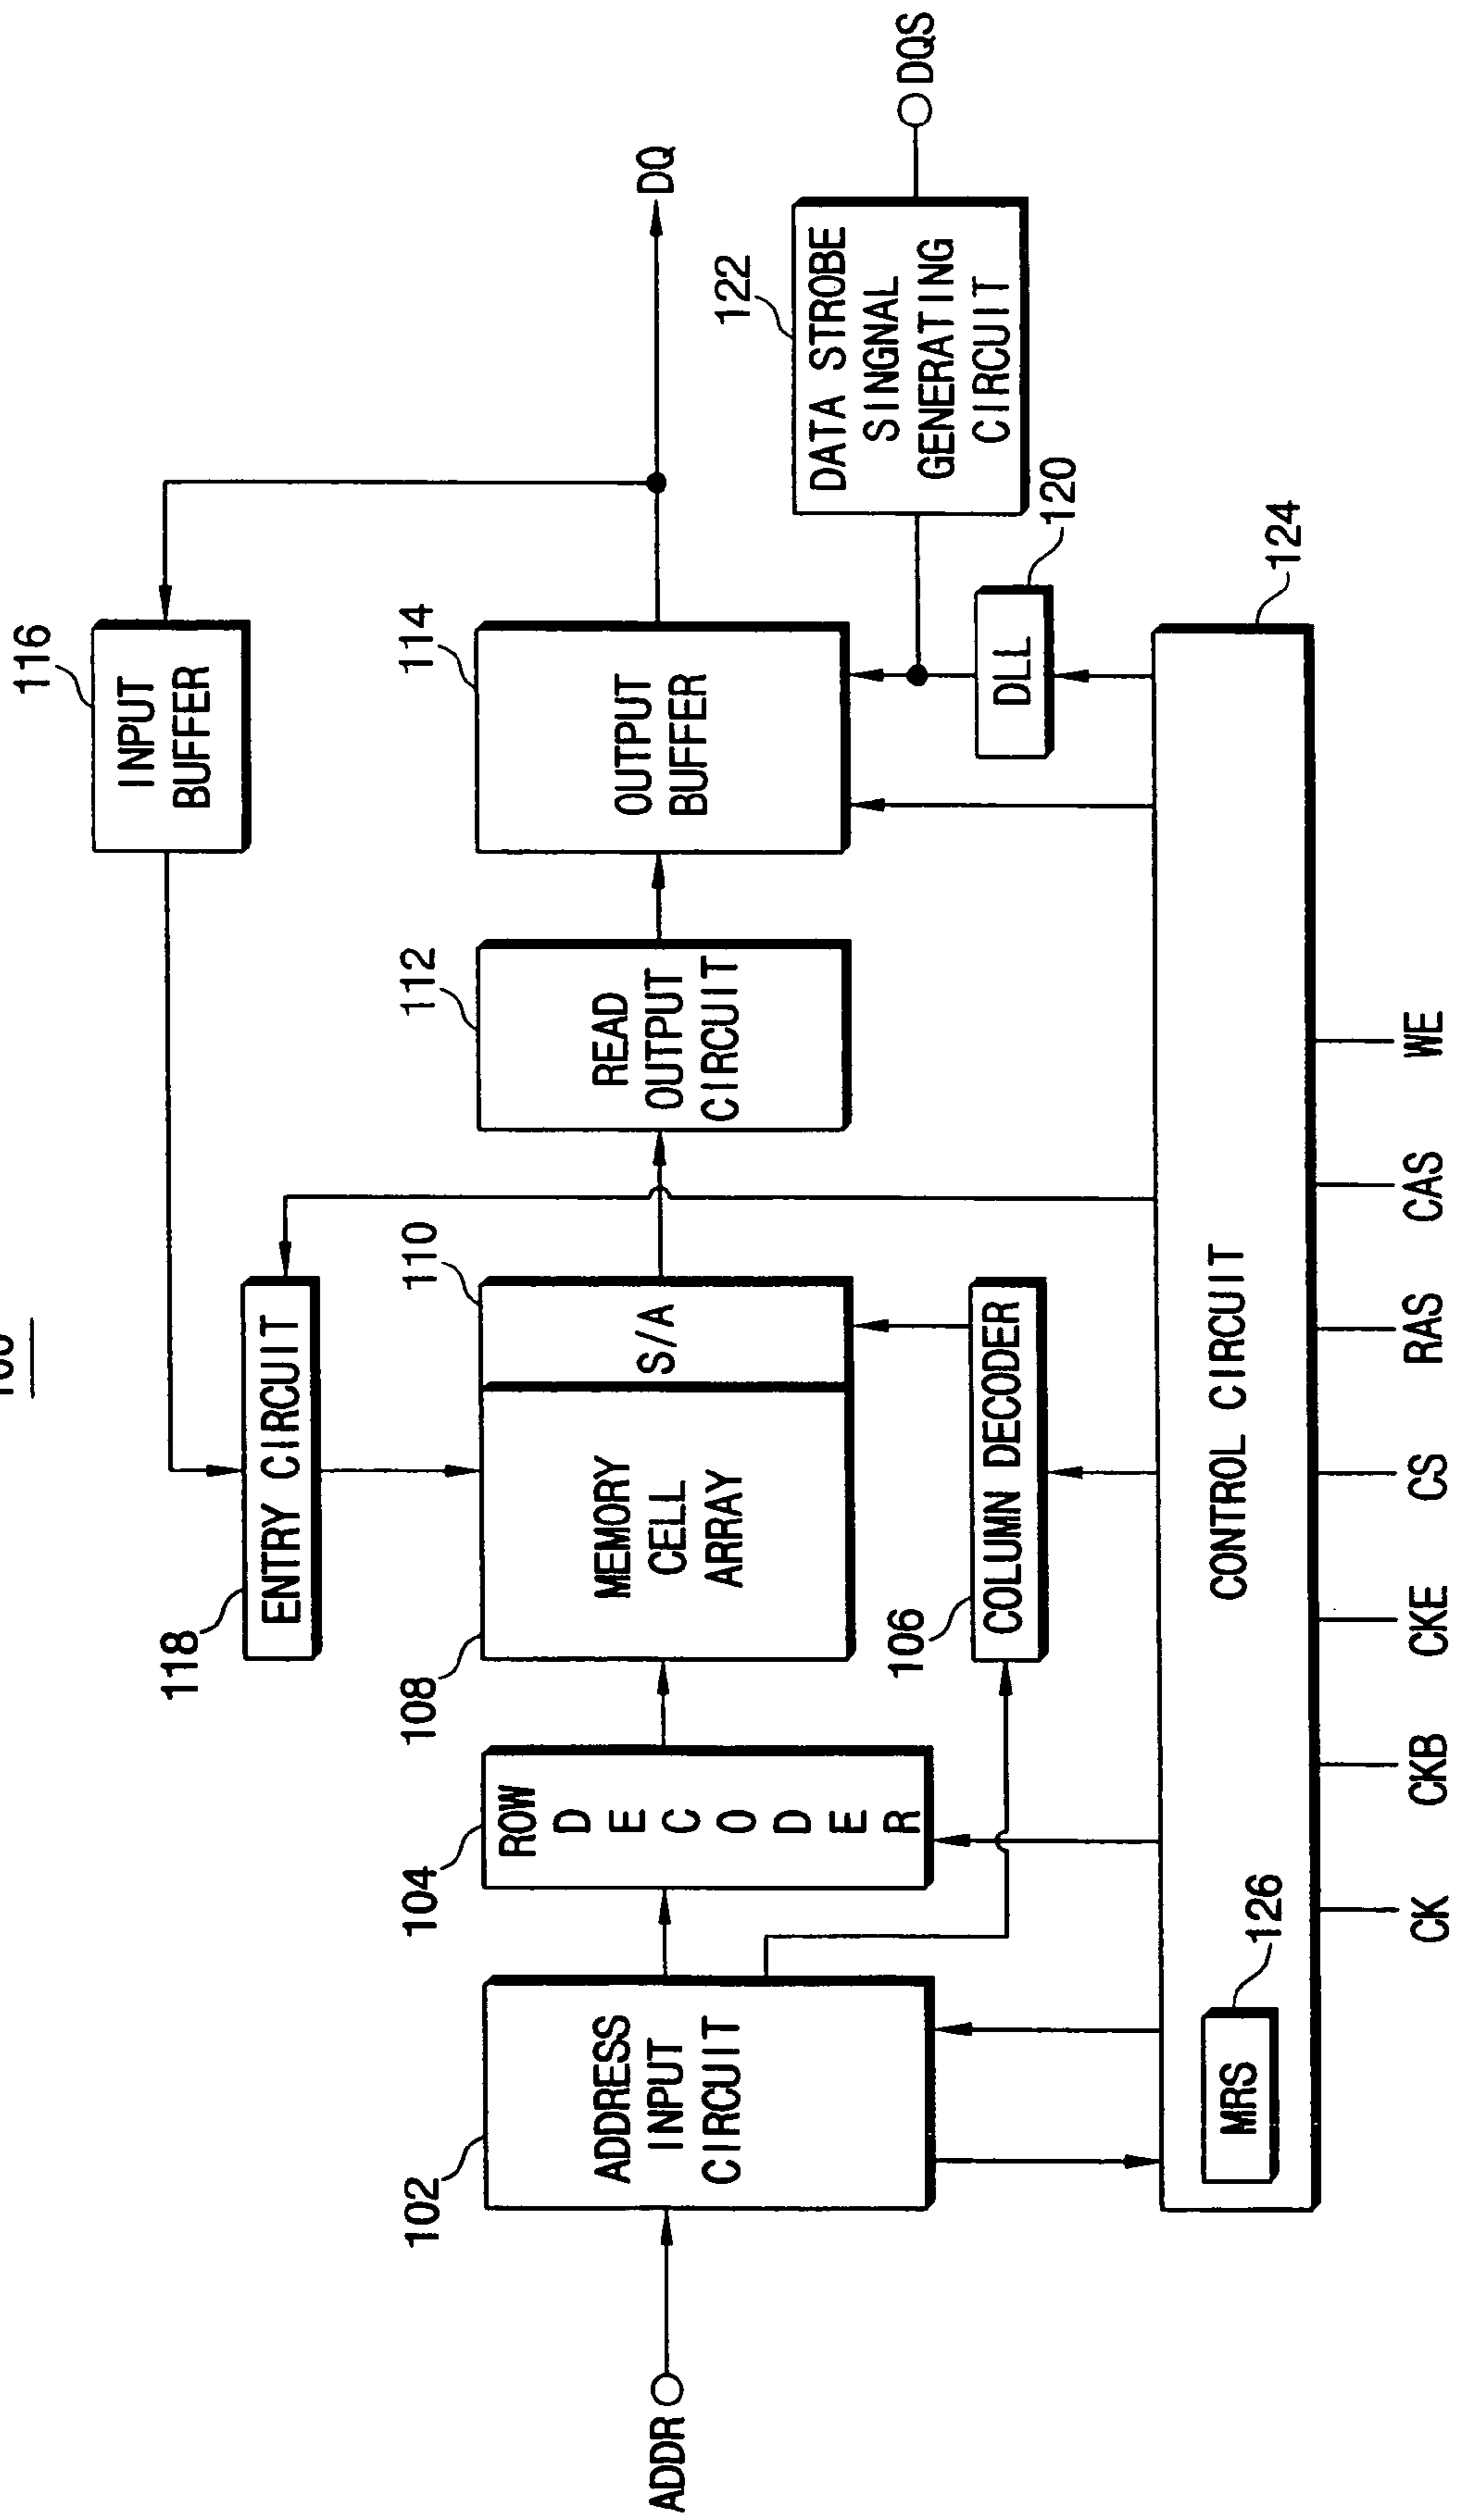 100
116
INPUT
BUFFER
118
ENTRY CIRCUIT
102
ADDRESS
INPUT
CIRCUIT
ADDR
104
ROW
DECODER
108
MEMORY
CELL
ARRAY
110
S/A
112
READ
OUTPUT
CIRCUIT
114
OUTPUT
BUFFER
DQ
106
COLUMN DECODER
120
DLL
122
DATA STROBE
SINGNAL
GENERATING
CIRCUIT
DQS
124
CONTROL CIRCUIT
126
MRS
CK
CKB
CKE
CS
RAS
CAS
WE